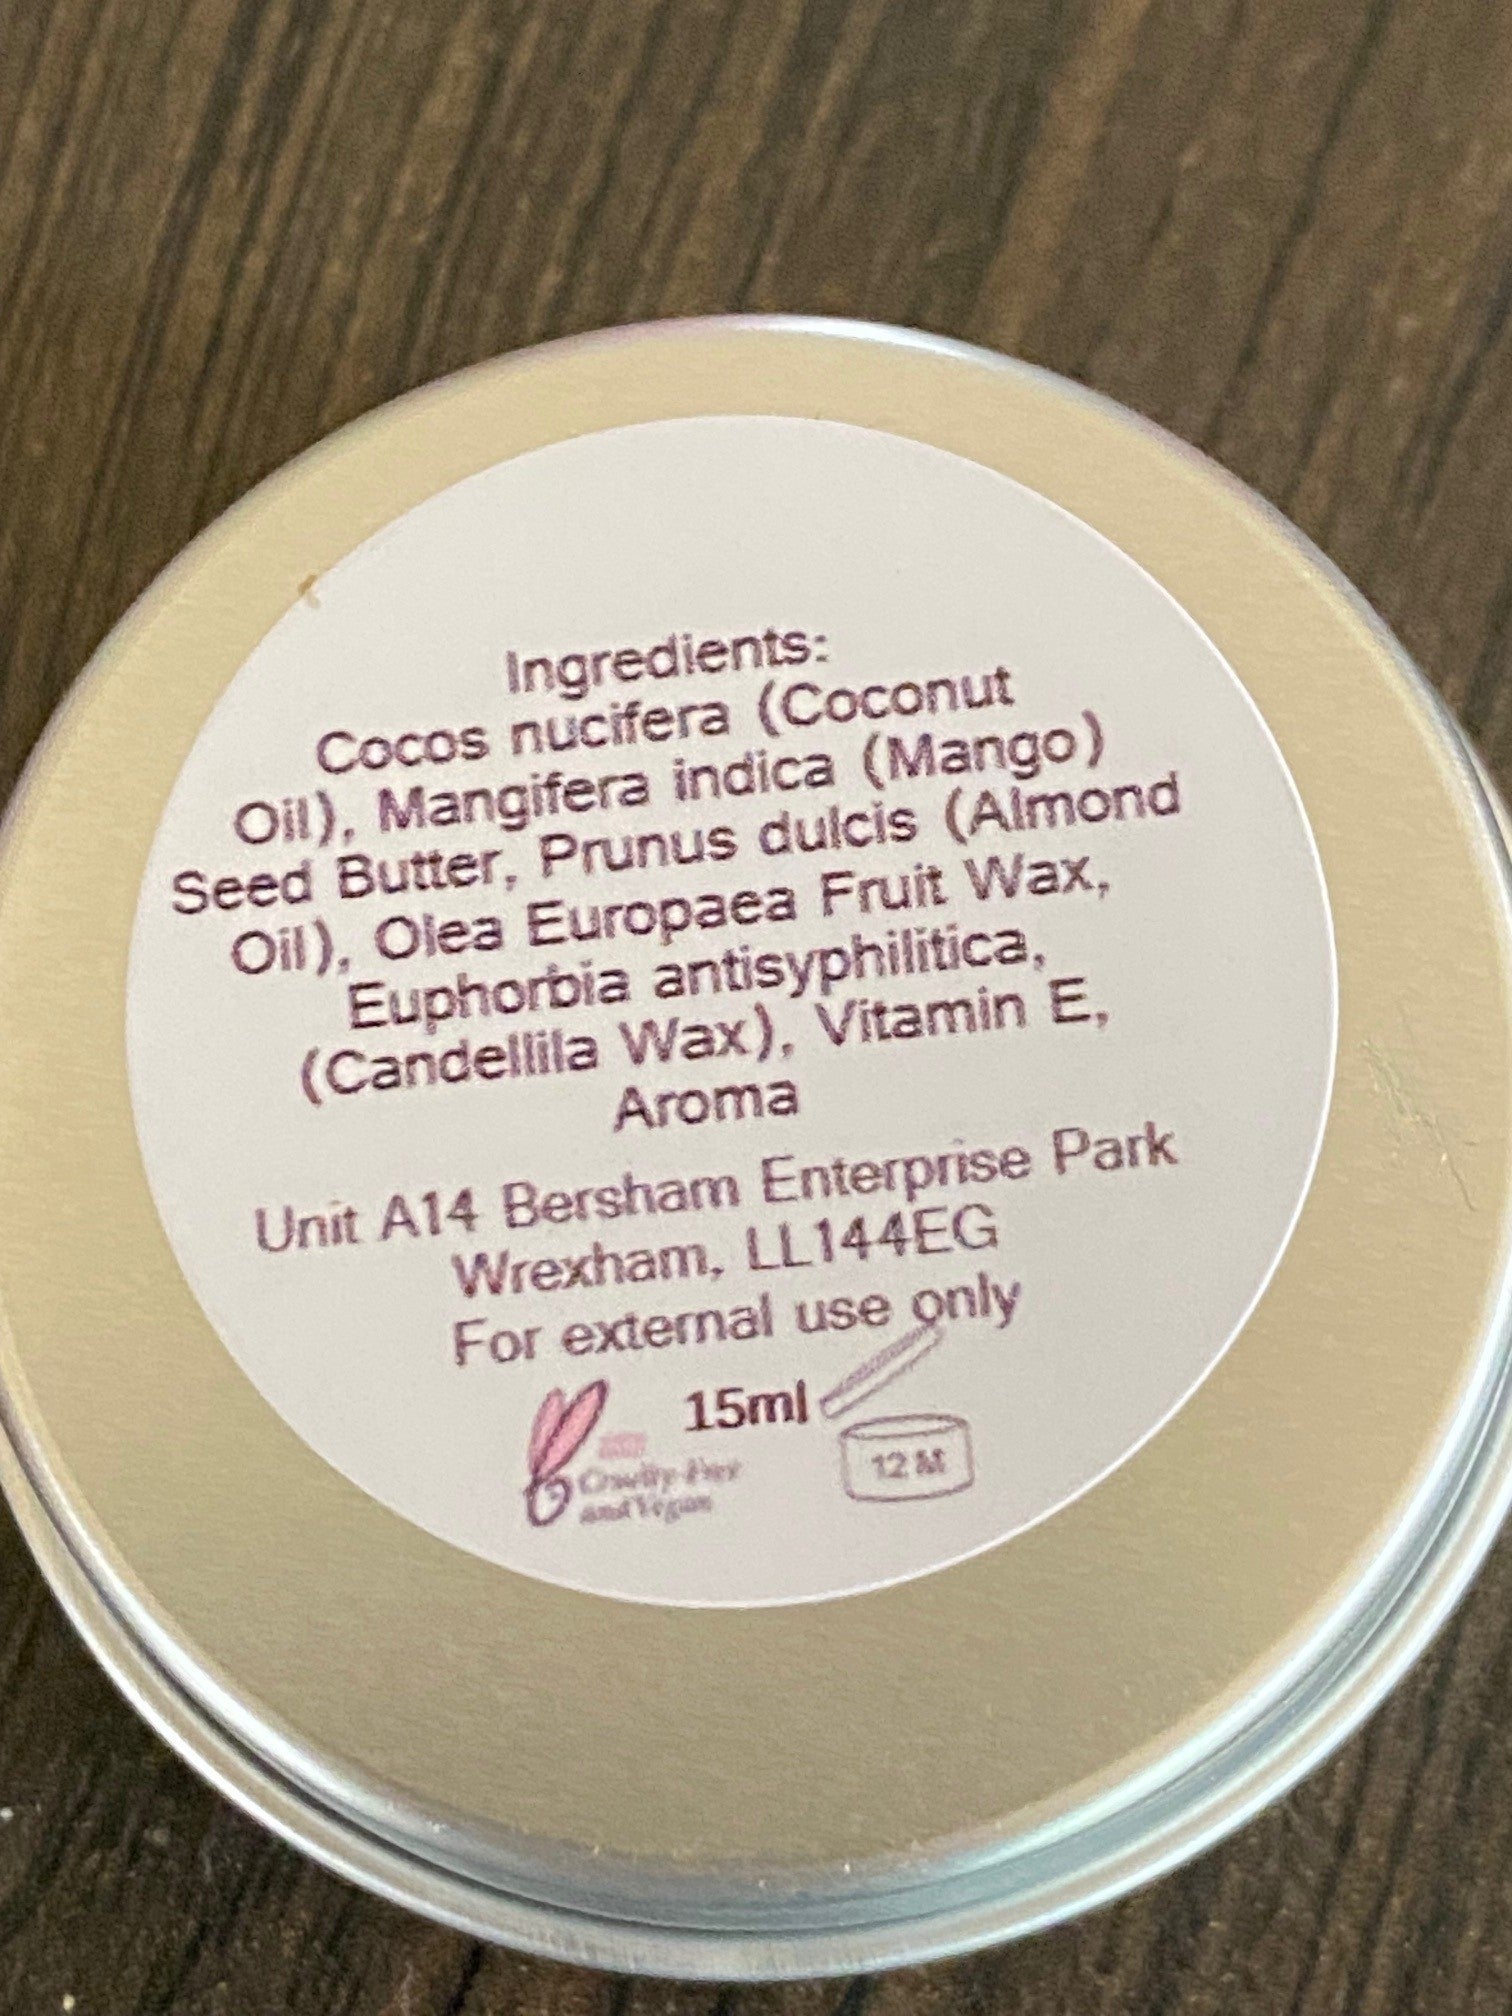 Ingredients:
Cocos nucifera (Coconut
Oil), Mangifera indica (Mango)
Seed Butter, Prunus dulcis (Almond
Oil), Olea Europaea Fruit Wax,
Euphorbia antisyphilitica,
(Candellila Wax), Vitamin E,
Aroma
Unit A14 Bersham Enterprise Park
Wrexham, LL144EG
For external use only
15ml
Cruelty-Free
and Vegan
12 M